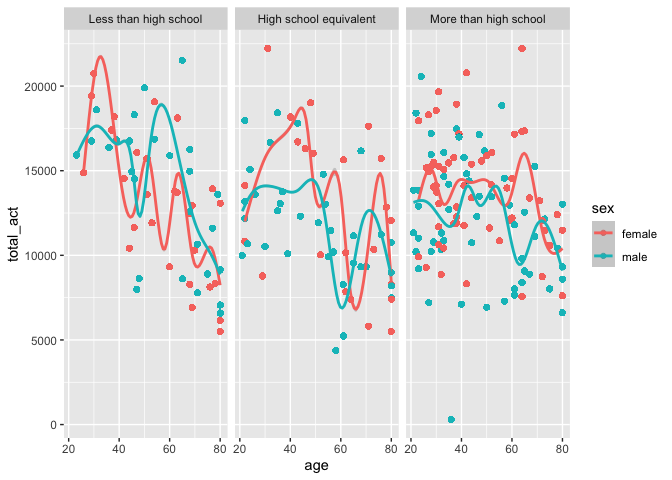 Less than high school
High school equivalent
More than high school
total_act
20000
15000
10000
5000
0
20 40 60 80
20 40 60 80
20 40 60 80
age
sex
female
male